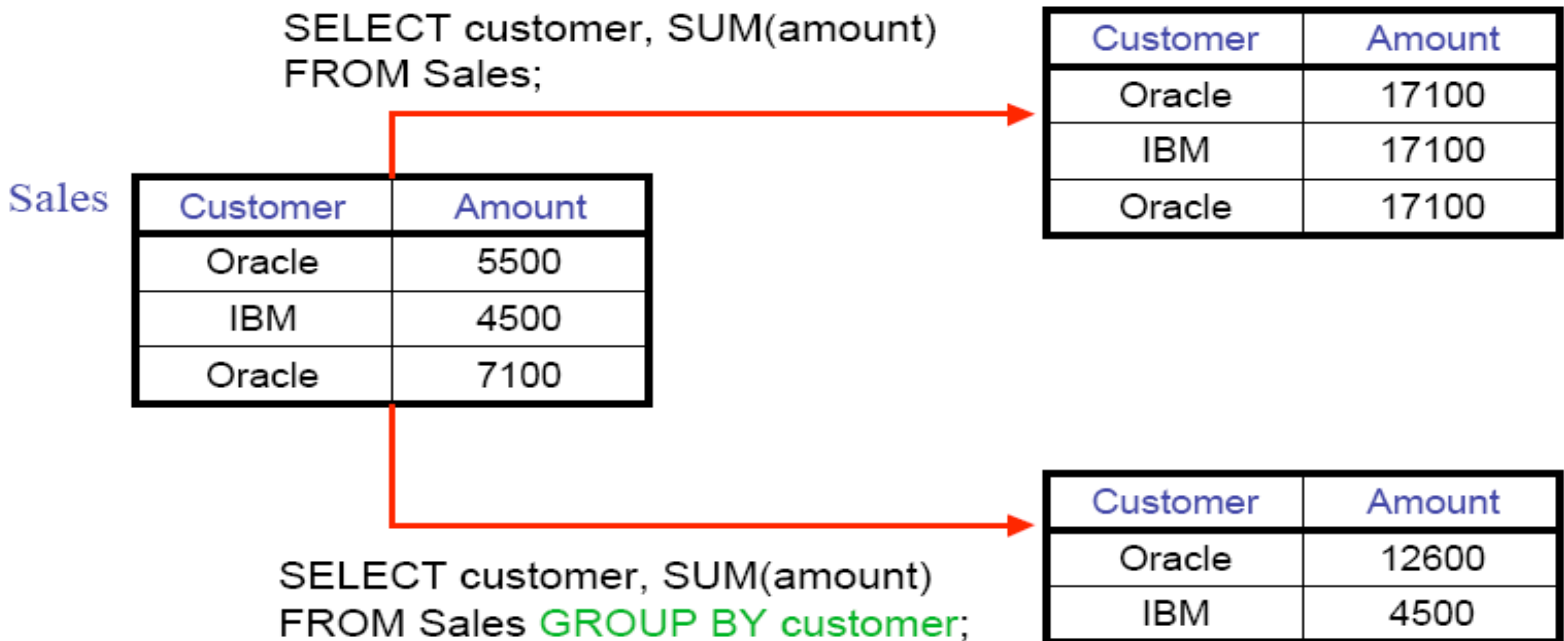 SELECT customer, SUM(amount)
FROM Sales;
Customer Amount
Oracle 17100
IBM 17100
Oracle 17100
Sales
Customer Amount
Oracle 5500
IBM 4500
Oracle 7100
SELECT customer, SUM(amount)
FROM Sales GROUP BY customer;
Customer Amount
Oracle 12600
IBM 4500